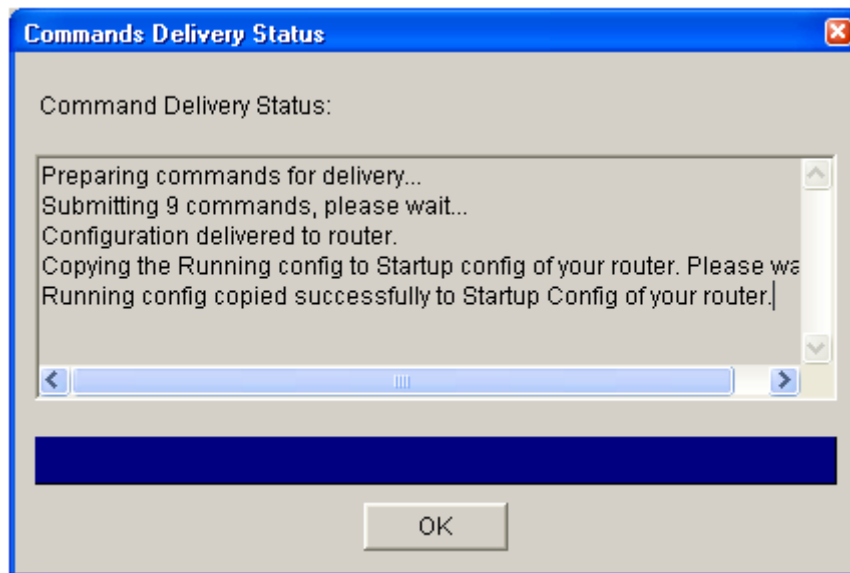 Commands Delivery Status
Command Delivery Status:
Preparing commands for delivery...
Submitting 9 commands, please wait...
Configuration delivered to router.
Copying the Running config to Startup config of your router. Please wa
Running config copied successfully to Startup Config of your router.
OK